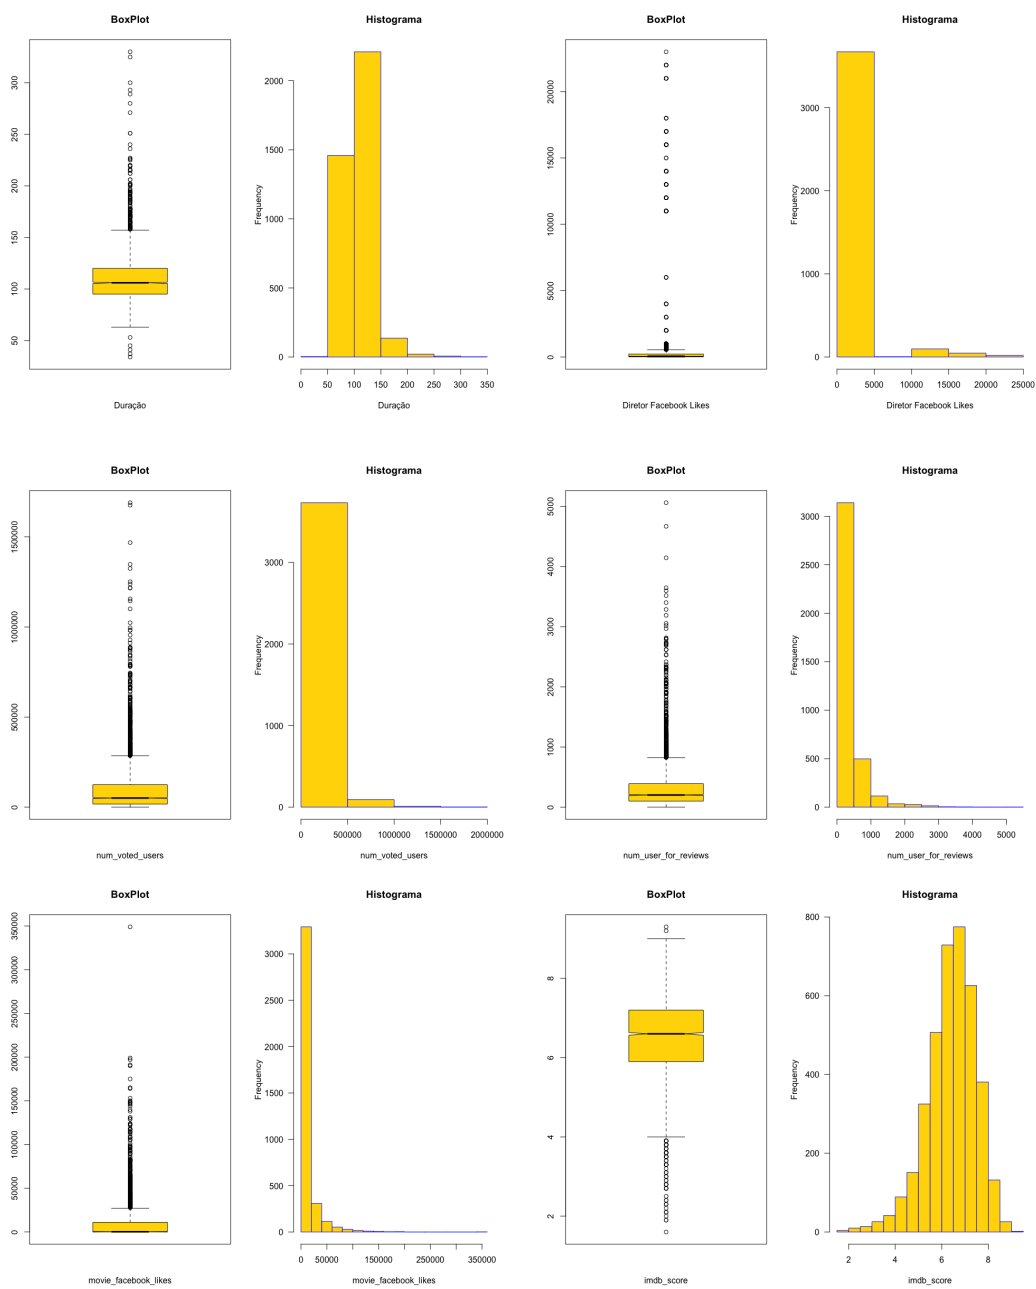 BoxPlot
300
250
200
150
100
50
Duração
Histograma
Frequency
2000
1500
1000
500
0
0 50 100 150 200 250 300 350
Duração
BoxPlot
20000
15000
10000
5000
0
Diretor Facebook Likes
Histograma
Frequency
3000
2000
1000
0
0 5000 10000 15000 20000 25000
Diretor Facebook Likes
BoxPlot
1500000
1000000
500000
0
num_voted_users
Histograma
Frequency
3000
2000
1000
0
0 500000 1000000 1500000 2000000
num_voted_users
BoxPlot
5000
4000
3000
2000
1000
0
num_user_for_reviews
Histograma
Frequency
3000
2500
2000
1500
1000
500
0
0 1000 2000 3000 4000 5000
num_user_for_reviews
BoxPlot
350000
300000
250000
200000
150000
100000
50000
0
movie_facebook_likes
Histograma
Frequency
3000
2500
2000
1500
1000
500
0
0 50000 150000 250000 350000
movie_facebook_likes
BoxPlot
8
6
4
2
imdb_score
Histograma
Frequency
800
600
400
200
0
2 4 6 8
imdb_score